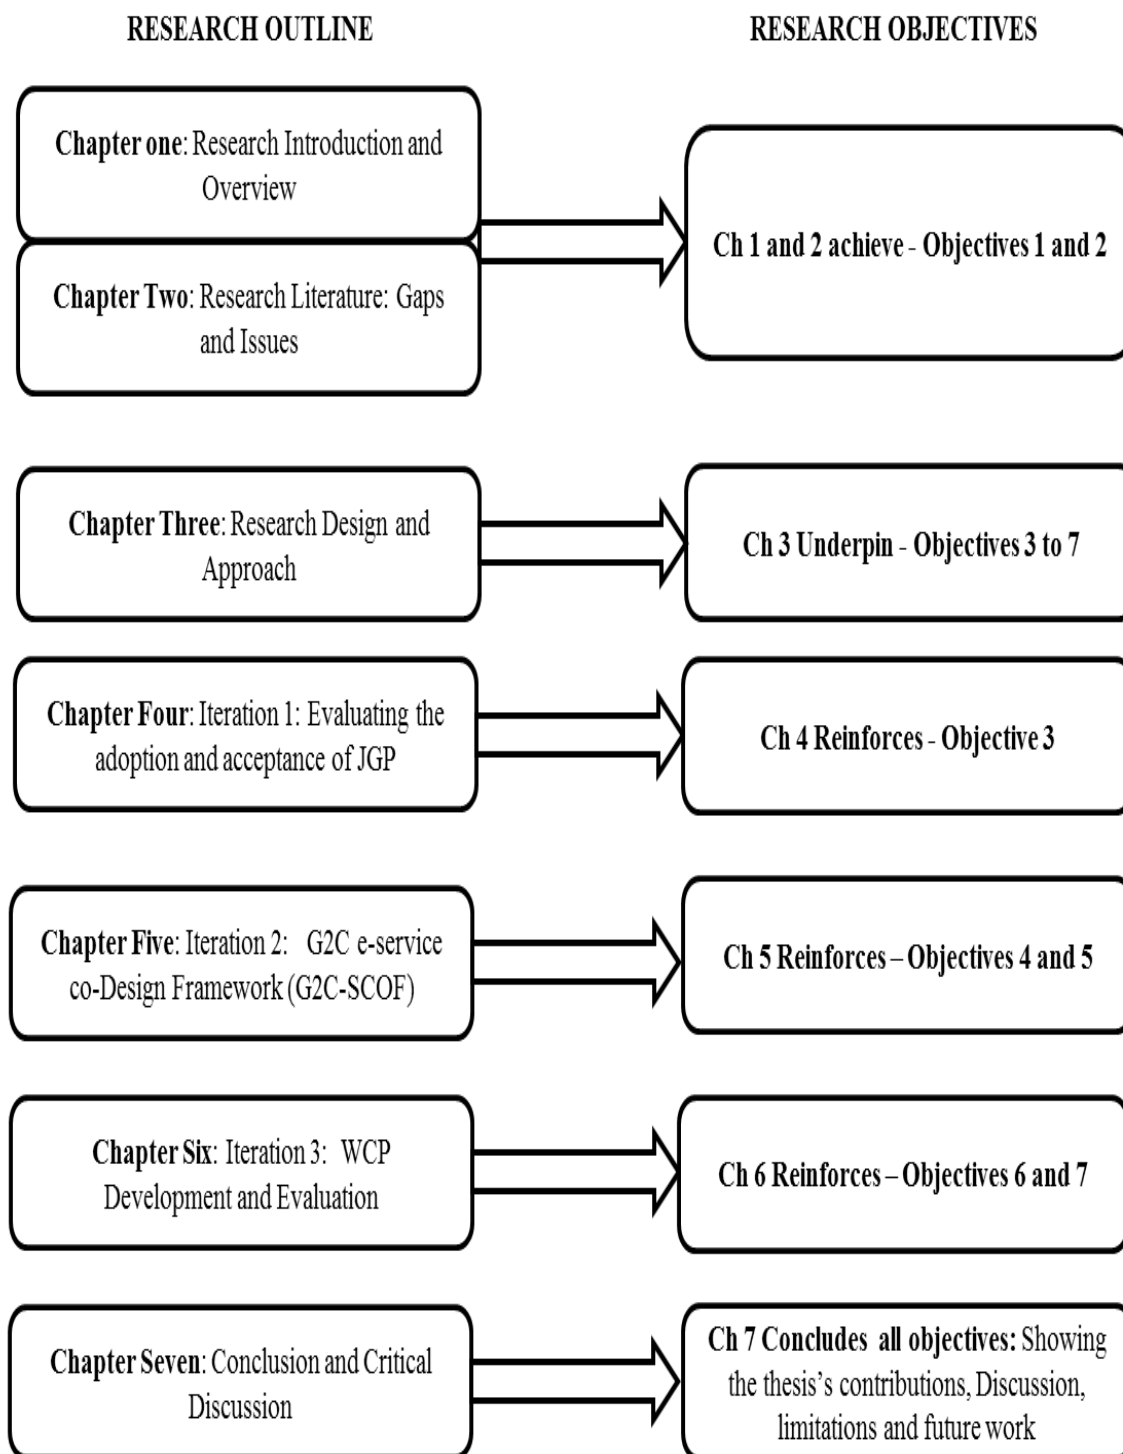 RESEARCH OUTLINE
RESEARCH OBJECTIVES
Chapter one: Research Introduction and
Overview
Chapter Two: Research Literature: Gaps
and Issues
Ch 1 and 2 achieve - Objectives 1 and 2
Chapter Three: Research Design and
Approach
Ch 3 Underpin - Objectives 3 to 7
Chapter Four: Iteration 1: Evaluating the
adoption and acceptance of JGP
Ch 4 Reinforces - Objective 3
Chapter Five: Iteration 2: G2C e-service
co-Design Framework (G2C-SCOF)
Ch 5 Reinforces – Objectives 4 and 5
Chapter Six: Iteration 3: WCP
Development and Evaluation
Ch 6 Reinforces – Objectives 6 and 7
Chapter Seven: Conclusion and Critical
Discussion
Ch 7 Concludes all objectives: Showing
the thesis's contributions, Discussion,
limitations and future work